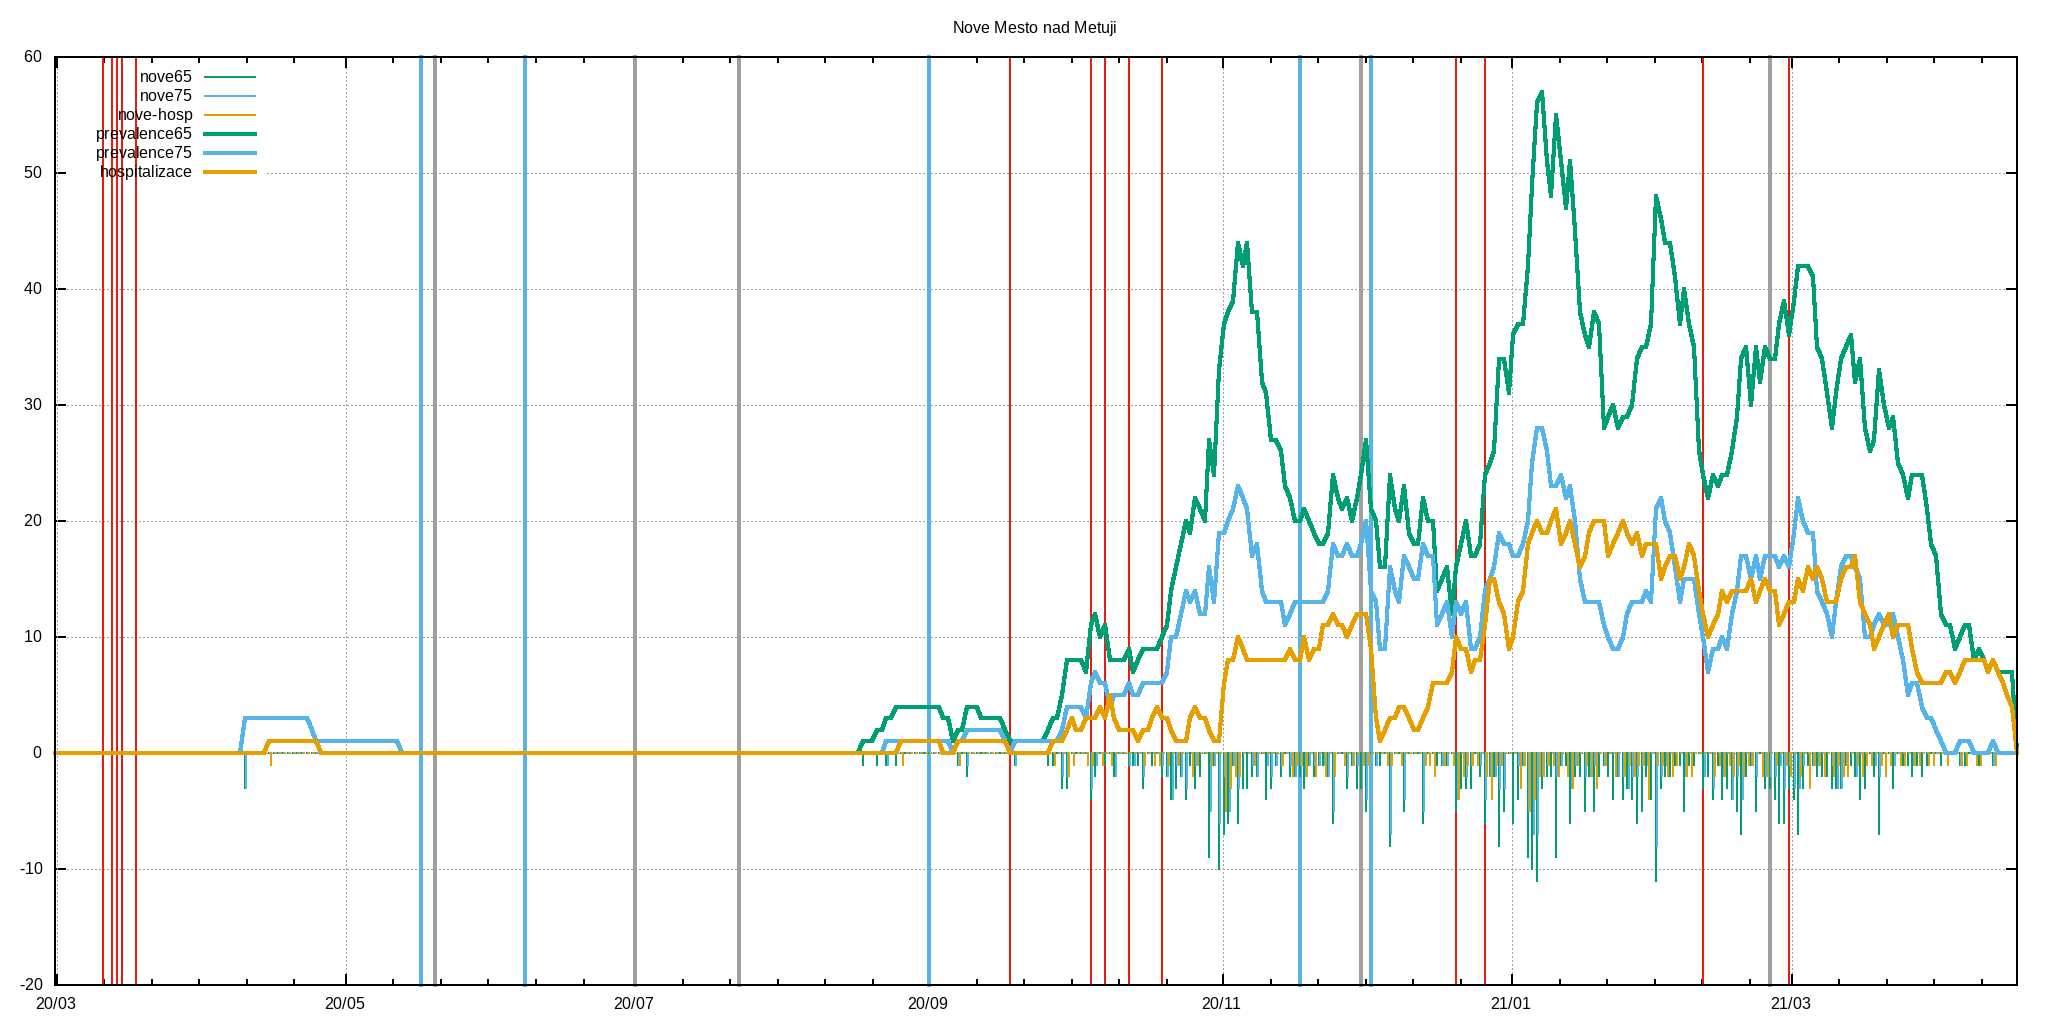 Nove Mesto nad Metuji
60
nove65
nove75
nove-hosp
prevalence65
prevalence75
hospitalizace
50
40
30
20
10
0
-10
-20
20/03 20/05 20/07 20/09 20/11 21/01 21/03